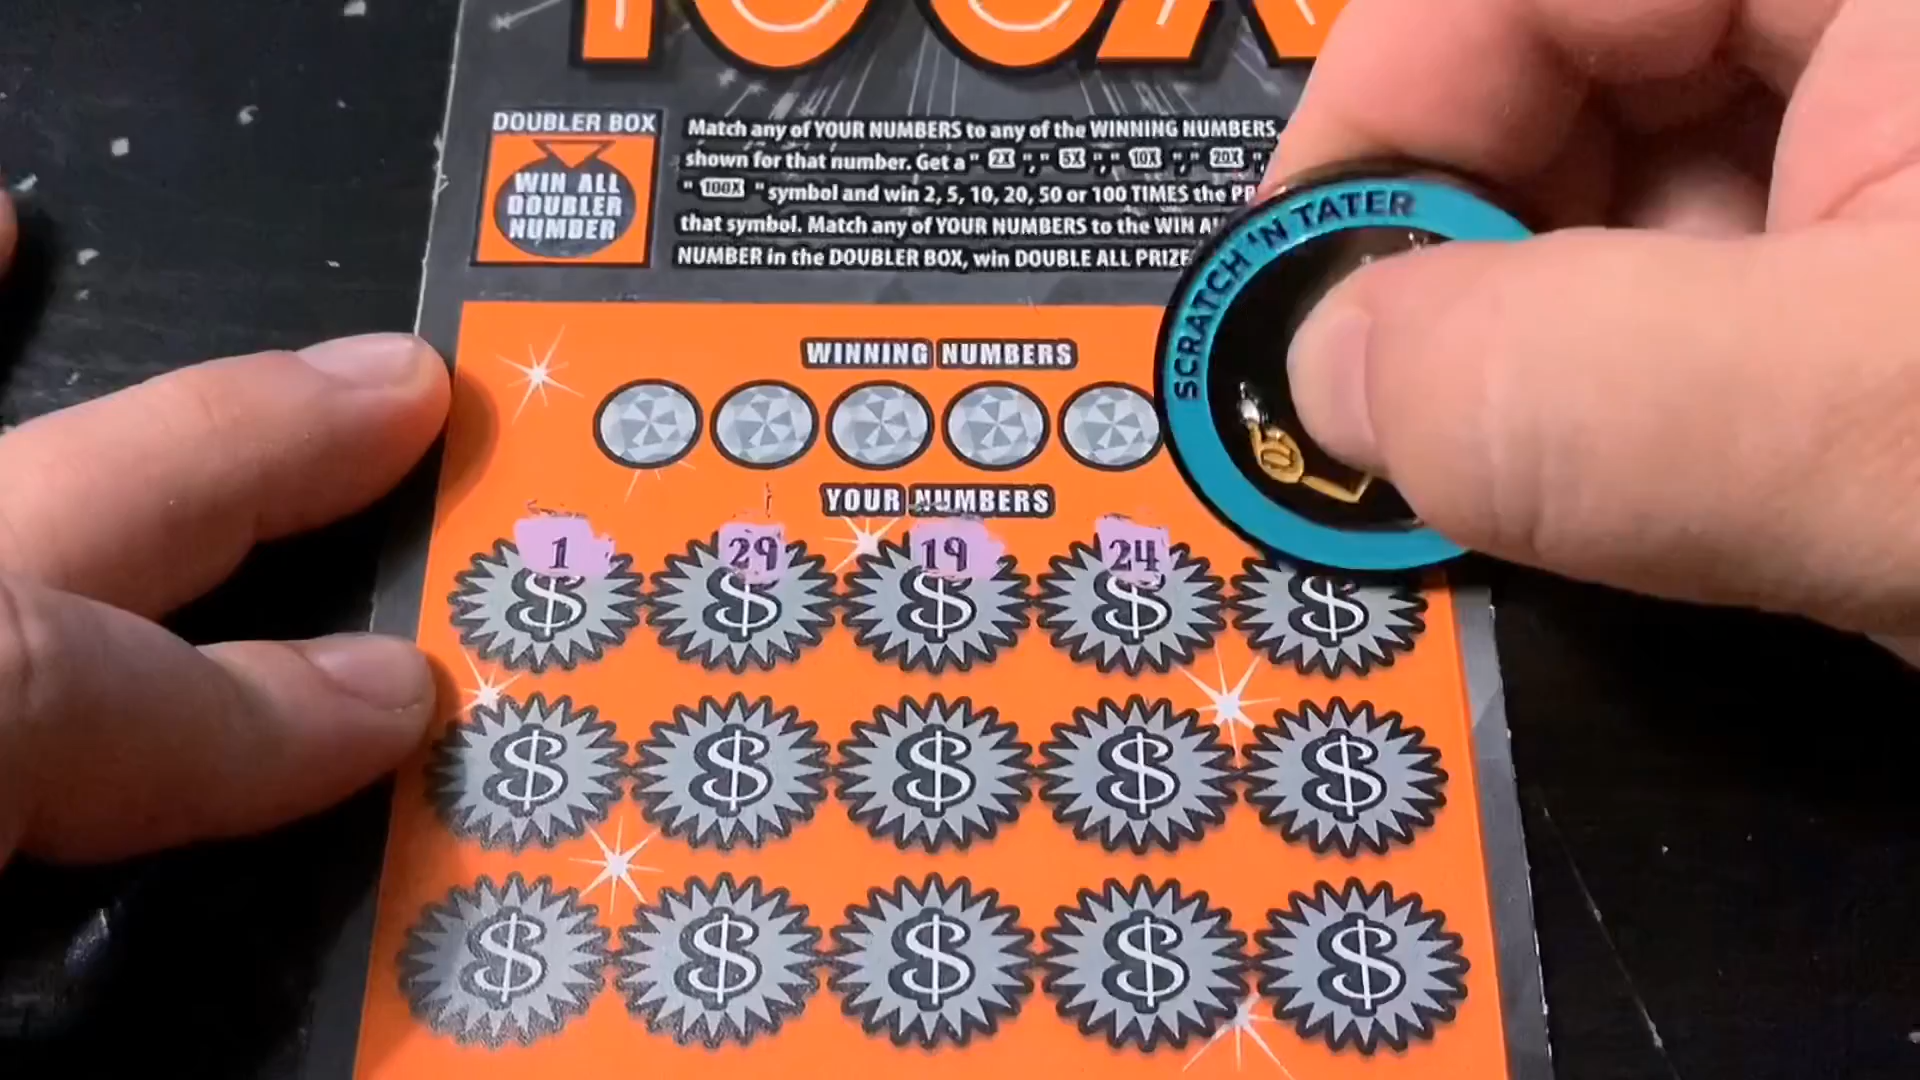 100X
DOUBLER BOX
WIN ALL
DOUBLER
NUMBER
Match any of YOUR NUMBERS to any of the WINNING NUMBERS,
shown for that number. Get a " 2X "," 5X "," 10X "," 20X ",
" 100X " symbol and win 2, 5, 10, 20, 50 or 100 TIMES the
that symbol. Match any of YOUR NUMBERS to the WIN
NUMBER in the DOUBLER BOX, win DOUBLE ALL
SCRATCH 'N TATER
WINNING NUMBERS
YOUR NUMBERS
1 29 19 24
$ $ $ $ $
$ $ $ $ $
$ $ $ $ $